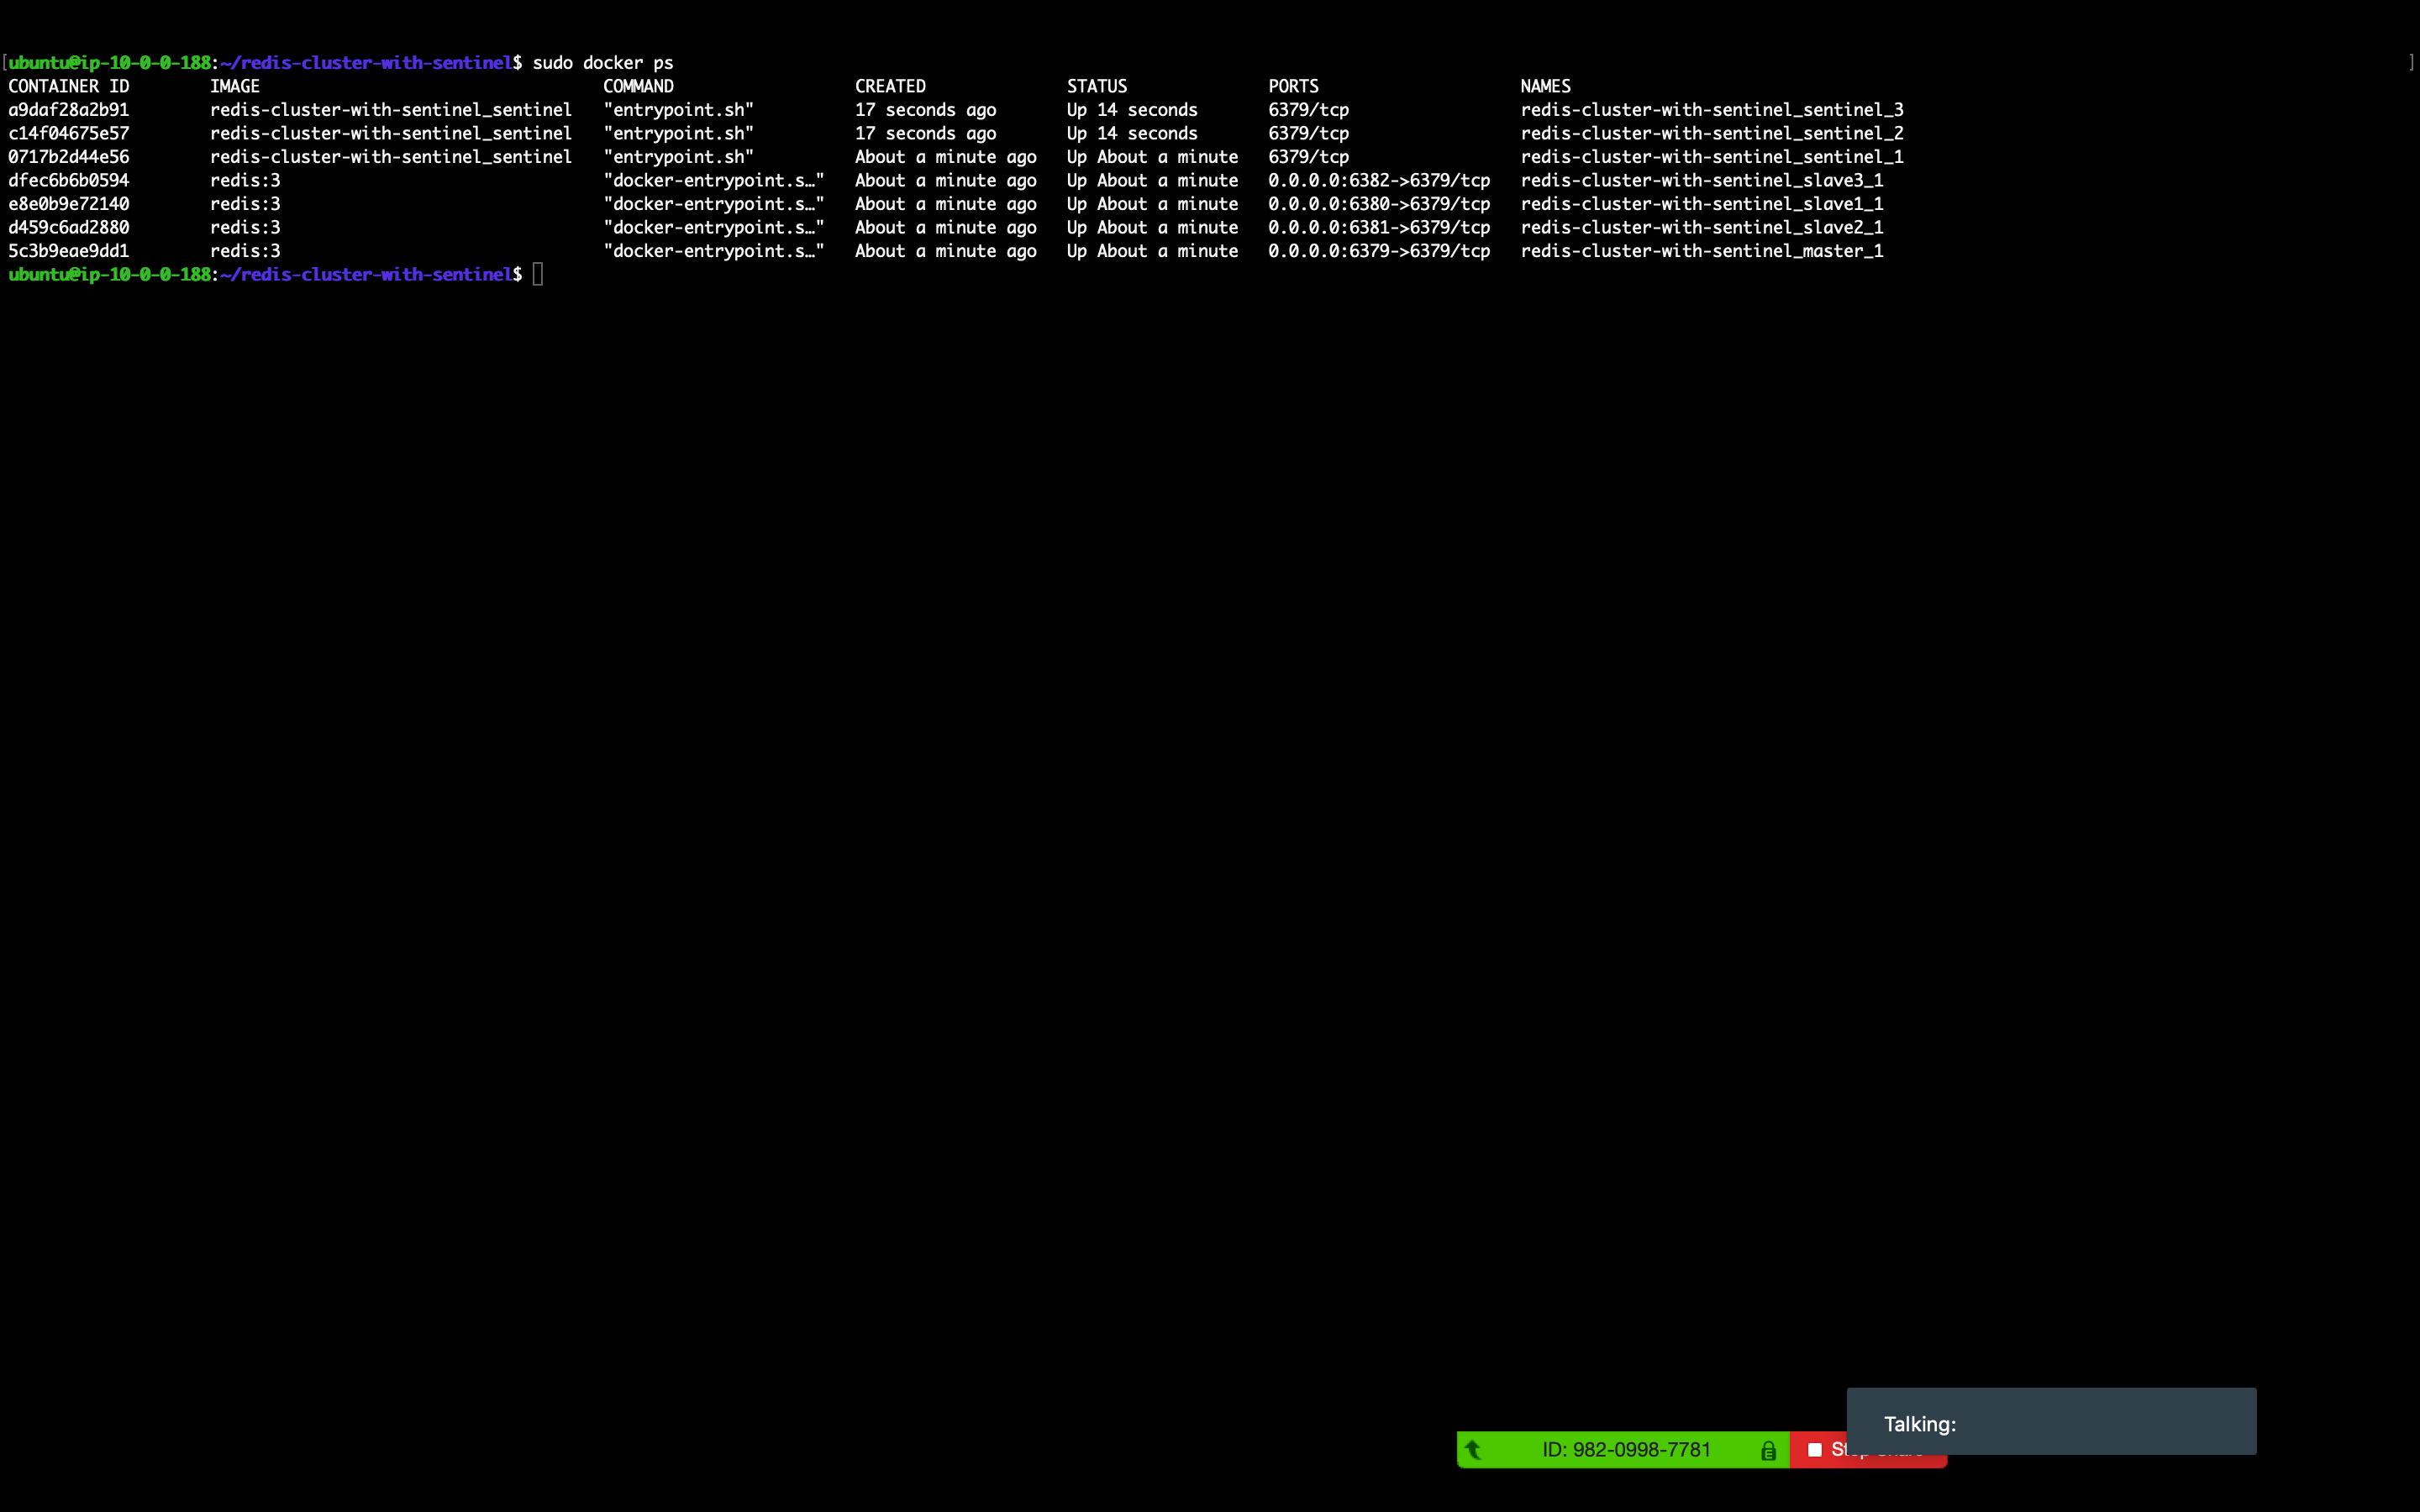 [ubuntu@ip-10-0-0-188:~/redis-cluster-with-sentinel$ sudo docker ps ]
CONTAINER ID IMAGE COMMAND CREATED STATUS PORTS NAMES
a9daf28a2b91 redis-cluster-with-sentinel_sentinel "entrypoint.sh" 17 seconds ago Up 14 seconds 6379/tcp redis-cluster-with-sentinel_sentinel_3
c14f04675e57 redis-cluster-with-sentinel_sentinel "entrypoint.sh" 17 seconds ago Up 14 seconds 6379/tcp redis-cluster-with-sentinel_sentinel_2
0717b2d44e56 redis-cluster-with-sentinel_sentinel "entrypoint.sh" About a minute ago Up About a minute 6379/tcp redis-cluster-with-sentinel_sentinel_1
dfec6b6b0594 redis:3 "docker-entrypoint.s…" About a minute ago Up About a minute 0.0.0.0:6382->6379/tcp redis-cluster-with-sentinel_slave3_1
e8e0b9e72140 redis:3 "docker-entrypoint.s…" About a minute ago Up About a minute 0.0.0.0:6380->6379/tcp redis-cluster-with-sentinel_slave1_1
d459c6ad2880 redis:3 "docker-entrypoint.s…" About a minute ago Up About a minute 0.0.0.0:6381->6379/tcp redis-cluster-with-sentinel_slave2_1
5c3b9eae9dd1 redis:3 "docker-entrypoint.s…" About a minute ago Up About a minute 0.0.0.0:6379->6379/tcp redis-cluster-with-sentinel_master_1
ubuntu@ip-10-0-0-188:~/redis-cluster-with-sentinel$
Talking:
ID: 982-0998-7781